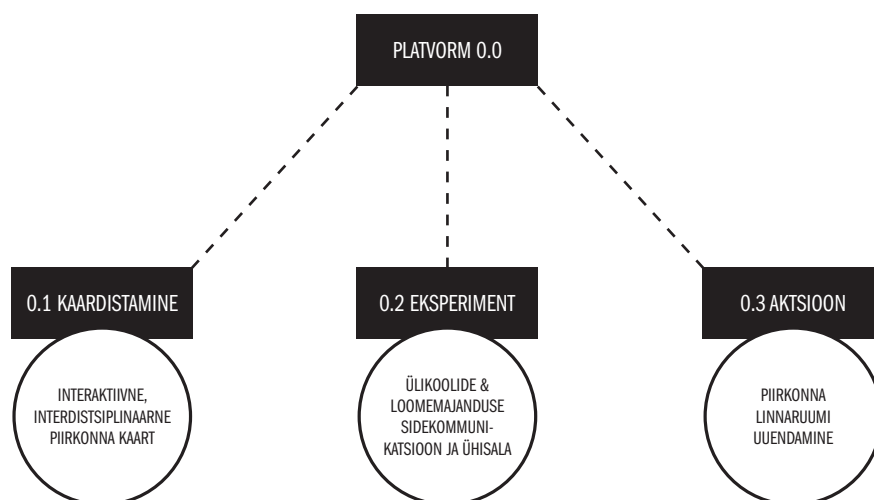 PLATVORM 0.0
0.1 KAARDISTAMINE
INTERAKTIIVNE,
INTERDISTSIPLINAARNE
PIIRKONNA KAART
0.2 EKSPERIMENT
ÜLIKOOLIDE &
LOOMEMAJANDUSE
SIDEKOMMUNI-
KATSIOON JA ÜHISALA
0.3 AKTSIOON
PIIRKONNA
LINNARUUMI
UUENDAMINE